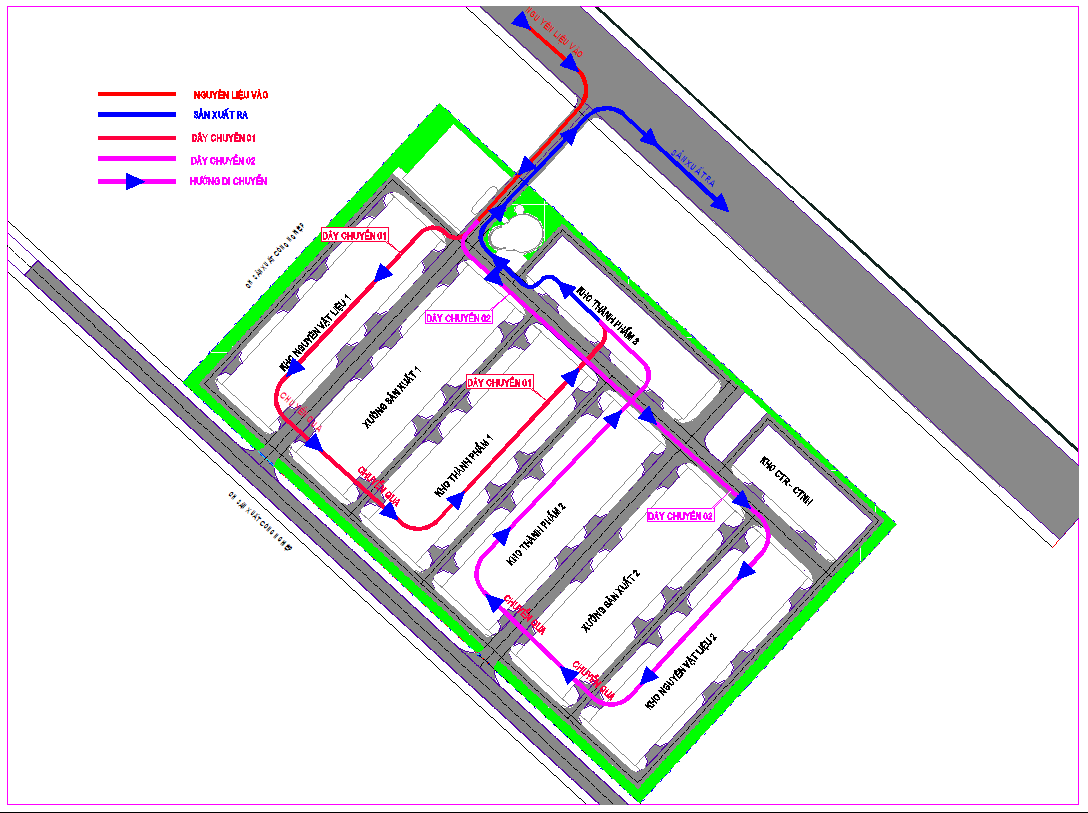 NGUYÊN LIỆU VÀO
SẢN XUẤT RA
NGUYÊN LIỆU VÀO
SẢN XUẤT RA
DÂY CHUYỀN 01
DÂY CHUYỀN 02
HƯỚNG DI CHUYỂN
DÂY CHUYỀN 01
KHO NGUYÊN VẬT LIỆU 1
DÂY CHUYỀN 02
KHO THÀNH PHẨM 3
XƯỞNG SẢN XUẤT 1
DÂY CHUYỀN 01
CHUYỂN QUA
CHUYỂN QUA
KHO THÀNH PHẨM 1
KHO CTR - CTNH
DÂY CHUYỀN 02
KHO THÀNH PHẨM 2
XƯỞNG SẢN XUẤT 2
CHUYỂN QUA
CHUYỂN QUA
KHO NGUYÊN VẬT LIỆU 2